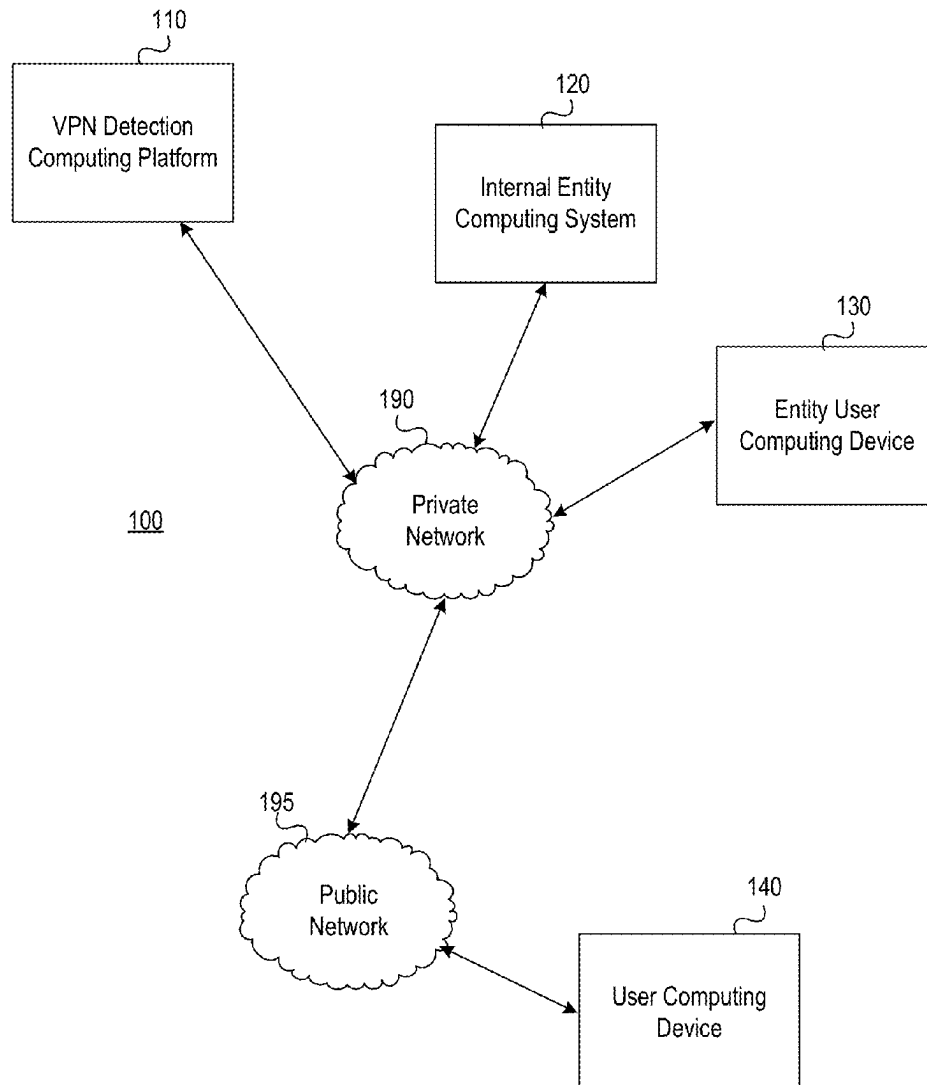 110
VPN Detection
Computing Platform
120
Internal Entity
Computing System
130
Entity User
Computing Device
190
Private
Network
100
195
Public
Network
140
User Computing
Device